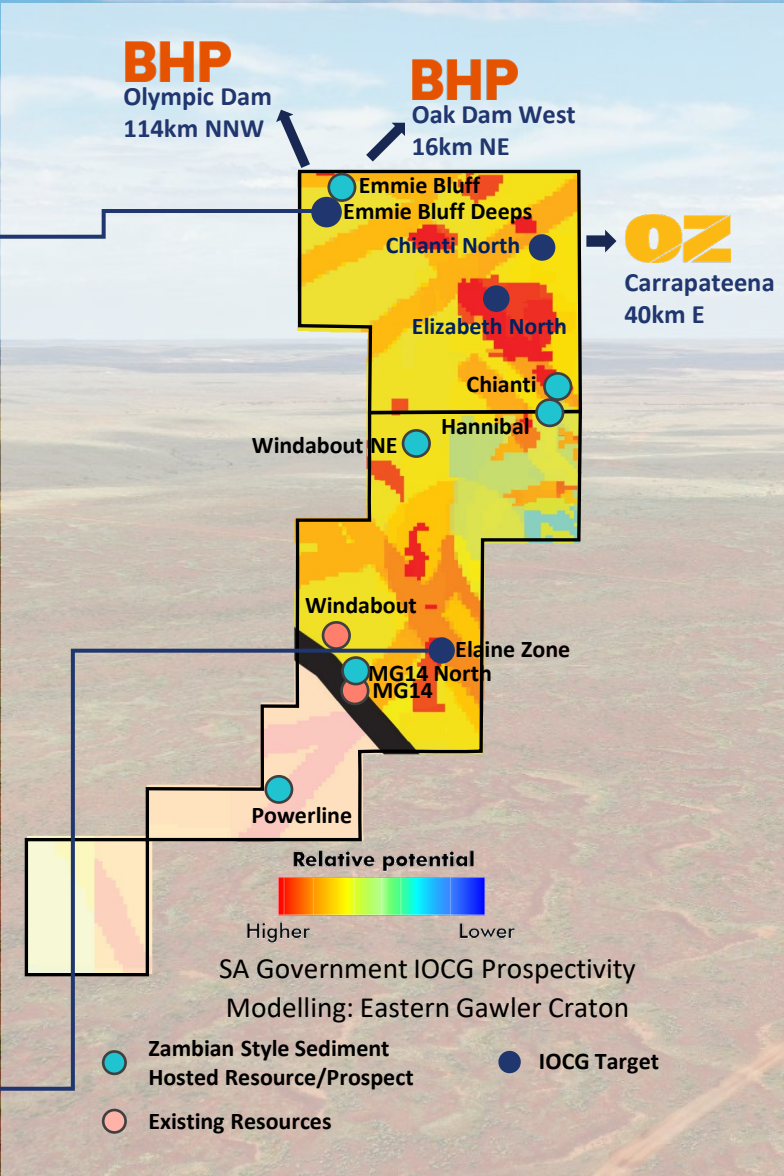 BHP
Olympic Dam
114km NNW
BHP
Oak Dam West
16km NE
Emmie Bluff
Emmie Bluff Deeps
Chianti North
OZ
Carrapateena
40km E
Elizabeth North
Chianti
Hannibal
Windabout NE
Windabout
Elaine Zone
MG14 North
MG14
Powerline
Relative potential
Higher
Lower
SA Government IOCG Prospectivity
Modelling: Eastern Gawler Craton
Zambian Style Sediment
Hosted Resource/Prospect
IOCG Target
Existing Resources